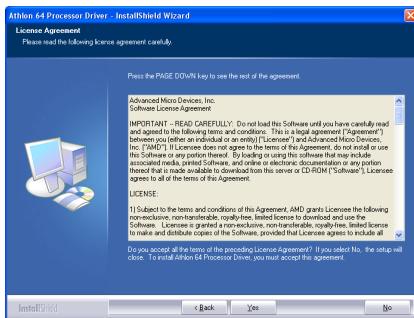 Athlon 64 Processor Driver - InstallShield Wizard
License Agreement
Please read the following license agreement carefully.
Press the PAGE DOWN key to see the rest of the agreement.
Advanced Micro Devices, Inc.
Software License Agreement
IMPORTANT -- READ CAREFULLY: Do not load this Software until you have carefully read
and agreed to the following terms and conditions. This is a legal agreement ("Agreement")
between you (either an individual or an entity) ("Licensee") and Advanced Micro Devices,
Inc. ("AMD"). If Licensee does not agree to the terms of this Agreement, do not install or use
this Software or any portion thereof. By loading or using this software that may include
associated media, printed Software, and online or electronic documentation or any portion
thereof that is made available to download from this server or CD-ROM ("Software"), Licensee
agrees to all of the terms of this Agreement.
LICENSE:
1) Subject to the terms and conditions of this Agreement, AMD grants Licensee the following
non-exclusive, non-transferable, royalty-free, limited license to download and use the
Software. Licensee is granted a non-exclusive, non-transferable, royalty-free, limited license
to make and distribute copies of the Software, provided that Licensee agrees to include all
Do you accept all the terms of the preceding License Agreement? If you select No, the setup will
close. To install Athlon 64 Processor Driver, you must accept this agreement.
InstallShield
< Back
Yes
No